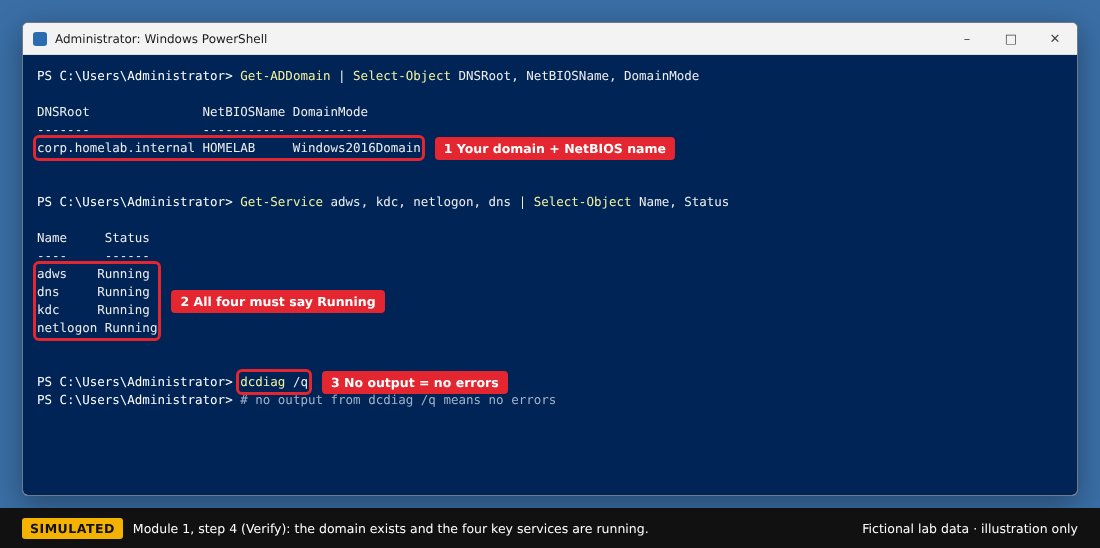 Administrator: Windows PowerShell
PS C:\Users\Administrator> Get-ADDomain | Select-Object DNSRoot, NetBIOSName, DomainMode
DNSRoot               NetBIOSName DomainMode
-------               ----------- ----------
corp.homelab.internal HOMELAB     Windows2016Domain 1 Your domain + NetBIOS name
PS C:\Users\Administrator> Get-Service adws, kdc, netlogon, dns | Select-Object Name, Status
Name     Status
----     ------
adws    Running
dns     Running
2 All four must say Running
kdc     Running
netlogon Running
PS C:\Users\Administrator> dcdiag /q 3 No output = no errors
PS C:\Users\Administrator> # no output from dcdiag /q means no errors
SIMULATED Module 1, step 4 (Verify): the domain exists and the four key services are running. Fictional lab data · illustration only